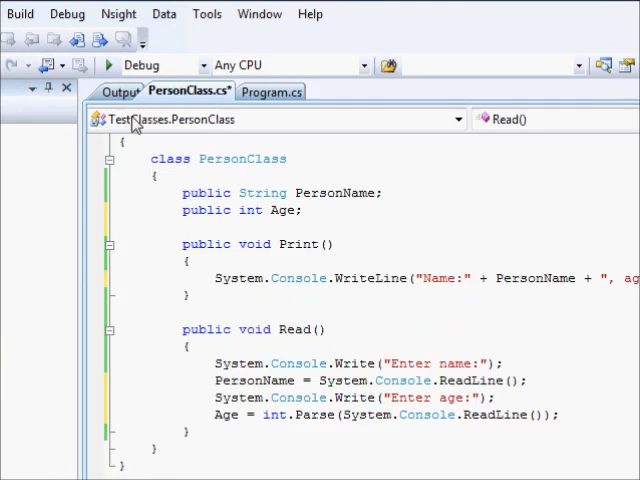 Build Debug Nsight Data Tools Window Help
Debug Any CPU
Output PersonClass.cs* Program.cs
TestClasses.PersonClass Read()
{
class PersonClass
{
public String PersonName;
public int Age;
public void Print()
{
System.Console.WriteLine("Name:" + PersonName + ", ag
}
public void Read()
{
System.Console.Write("Enter name:");
PersonName = System.Console.ReadLine();
System.Console.Write("Enter age:");
Age = int.Parse(System.Console.ReadLine());
}
}
}